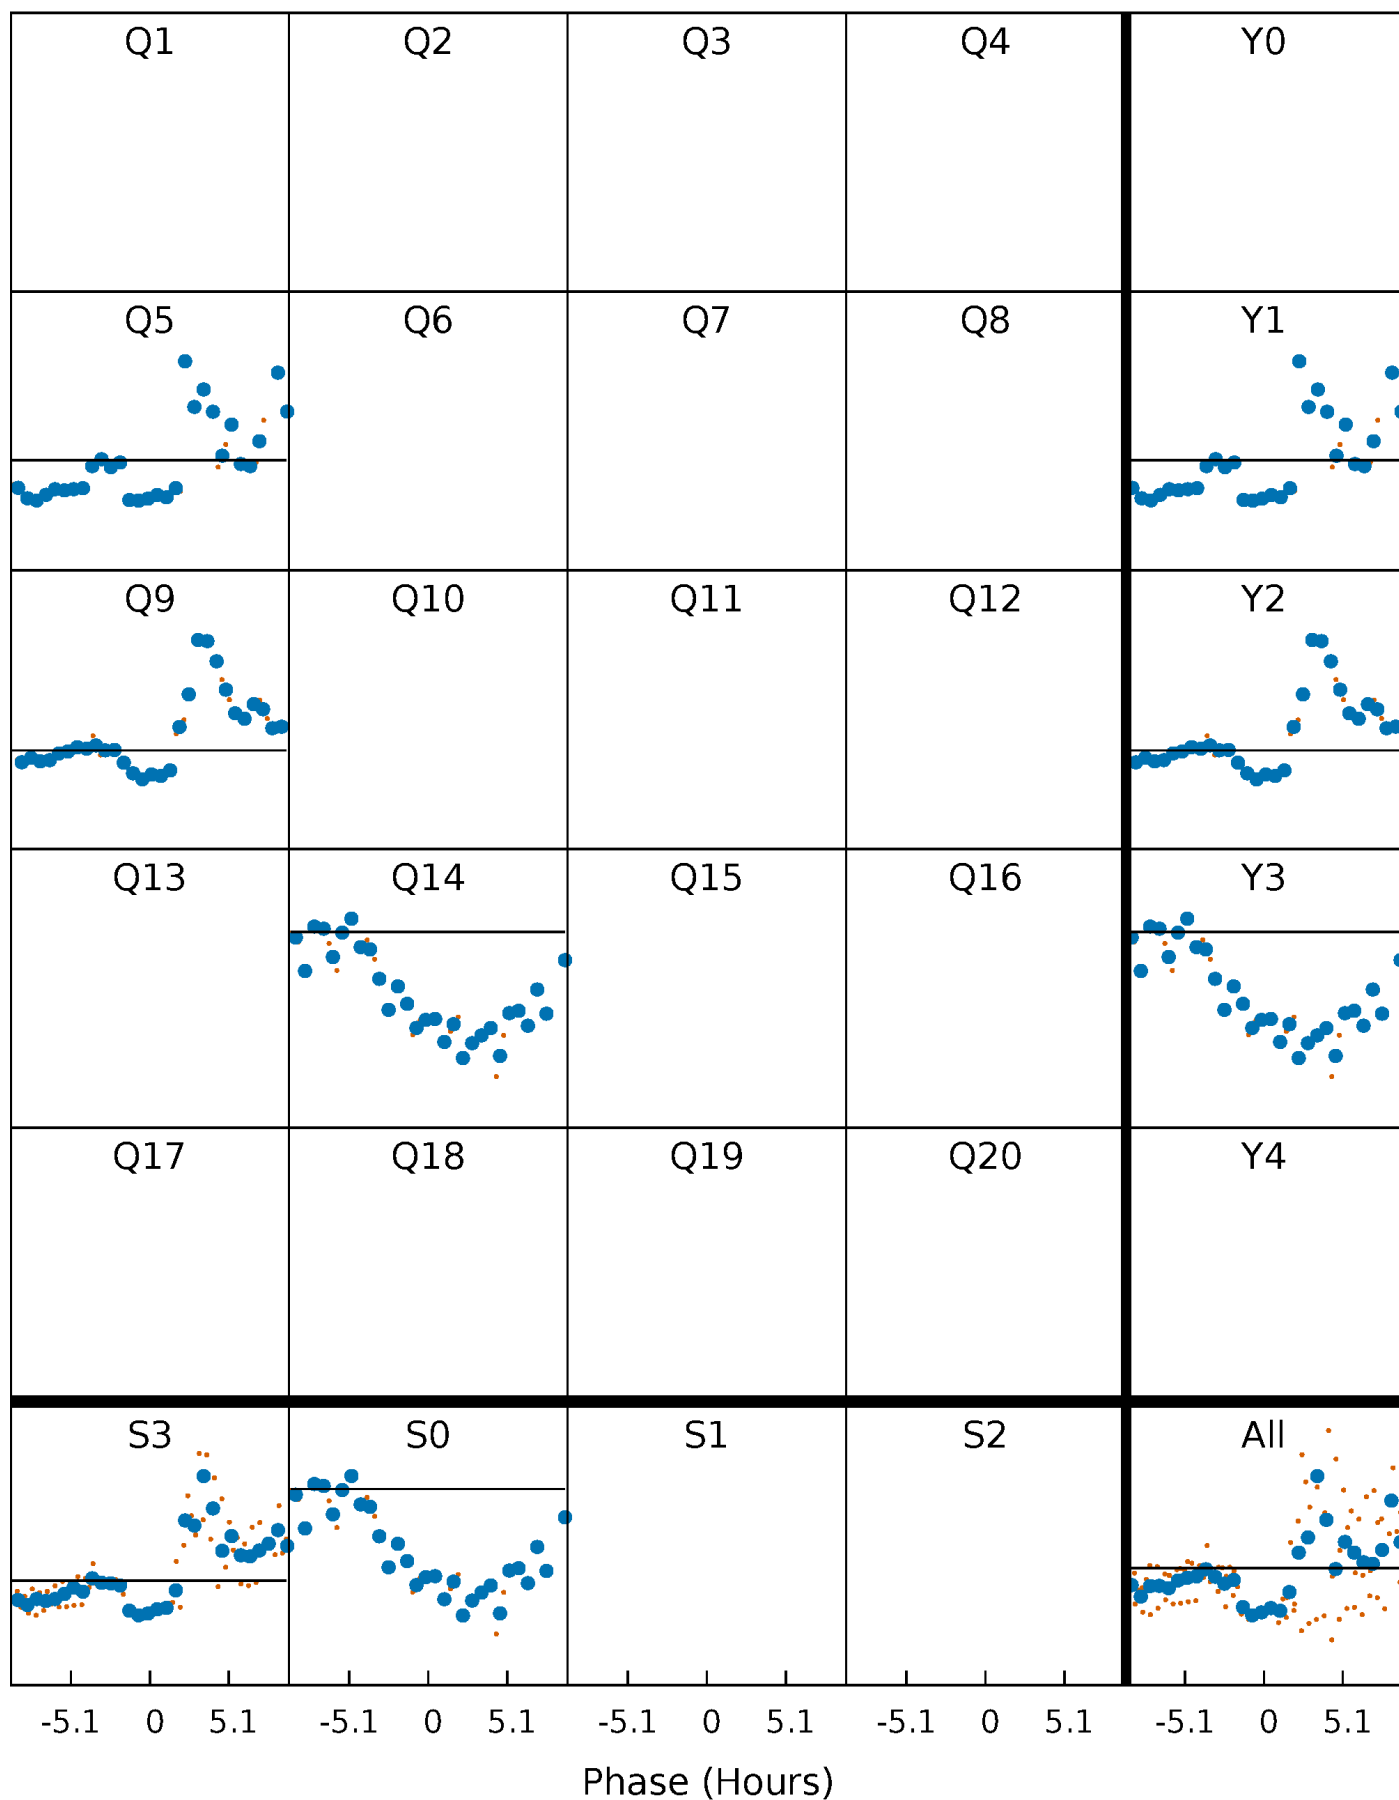 Q1 Q2 Q3 Q4 Y0
Q5 Q6 Q7 Q8 Y1
Q9 Q10 Q11 Q12 Y2
Q13 Q14 Q15 Q16 Y3
Q17 Q18 Q19 Q20 Y4
S3 S0 S1 S2 All
-5.1 0 5.1 -5.1 0 5.1 -5.1 0 5.1 -5.1 0 5.1 -5.1 0 5.1
Phase (Hours)